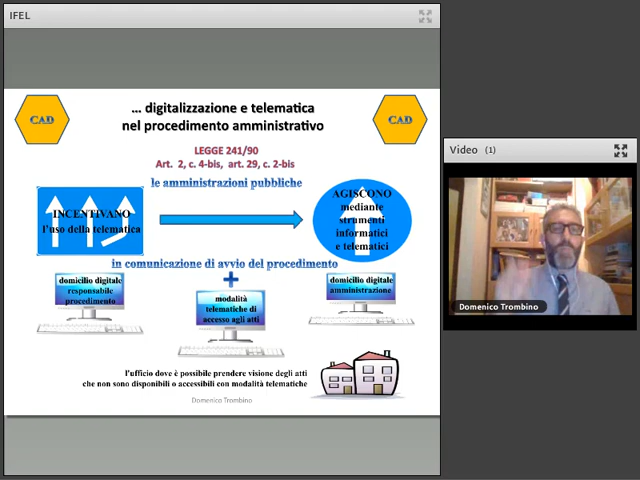 IFEL
CAD
... digitalizzazione e telematica
nel procedimento amministrativo
CAD
LEGGE 241/90
Art. 2, c. 4-bis, art. 29, c. 2-bis
le amministrazioni pubbliche
INCENTIVANO
l'uso della telematica
AGISCONO
mediante
strumenti
informatici
e telematici
in comunicazione di avvio del procedimento
domicilio digitale
responsabile
procedimento
+
modalità
telematiche di
accesso agli atti
domicilio digitale
amministrazione
l'ufficio dove è possibile prendere visione degli atti
che non sono disponibili o accessibili con modalità telematiche
Domenico Trombino
Video (1)
Domenico Trombino